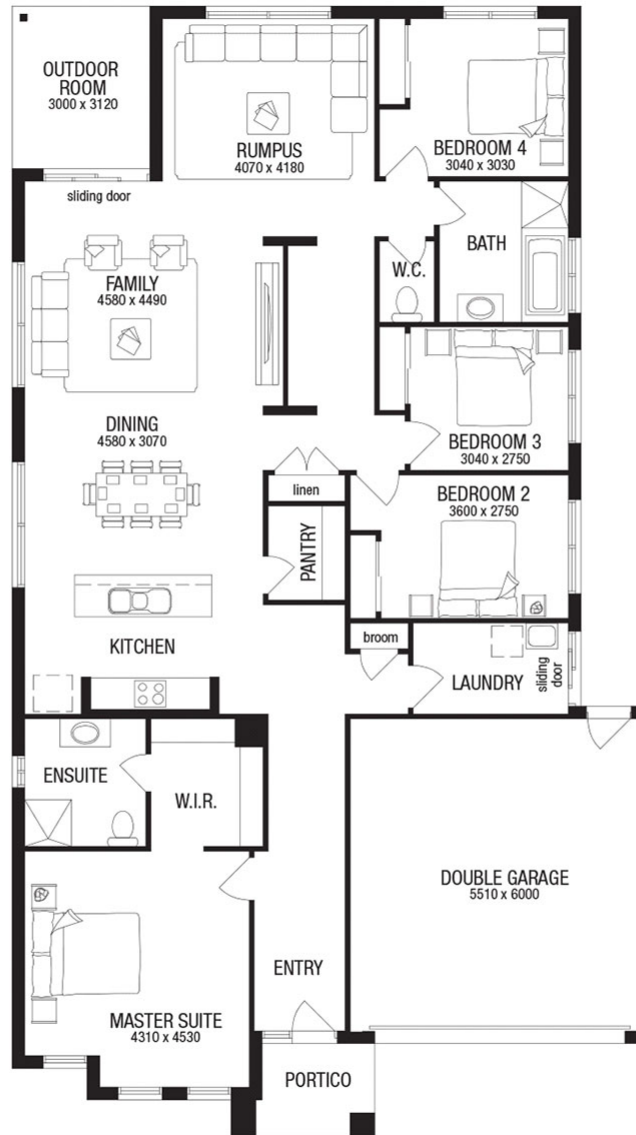 OUTDOOR
ROOM
3000 x 3120
RUMPUS
4070 x 4180
BEDROOM 4
3040 x 3030
sliding door
BATH
W.C.
FAMILY
4580 x 4490
DINING
4580 x 3070
BEDROOM 3
3040 x 2750
linen
BEDROOM 2
3600 x 2750
PANTRY
KITCHEN
broom
LAUNDRY
sliding
door
ENSUITE
W.I.R.
DOUBLE GARAGE
5510 x 6000
ENTRY
MASTER SUITE
4310 x 4530
PORTICO